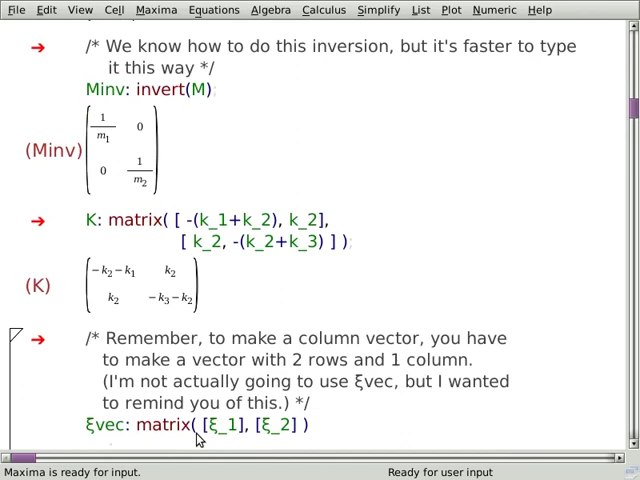 File Edit View Cell Maxima Equations Algebra Calculus Simplify List Plot Numeric Help
➔ /* We know how to do this inversion, but it's faster to type
it this way */
Minv: invert(M);
(Minv)
1 0
m1
0 1
m2
➔ K: matrix( [ -(k_1+k_2), k_2],
[ k_2, -(k_2+k_3) ] );
(K)
−k2−k1 k2
k2 −k3−k2
➔ /* Remember, to make a column vector, you have
to make a vector with 2 rows and 1 column.
(I'm not actually going to use ξvec, but I wanted
to remind you of this.) */
ξvec: matrix( [ξ_1], [ξ_2] )
Maxima is ready for input. Ready for user input